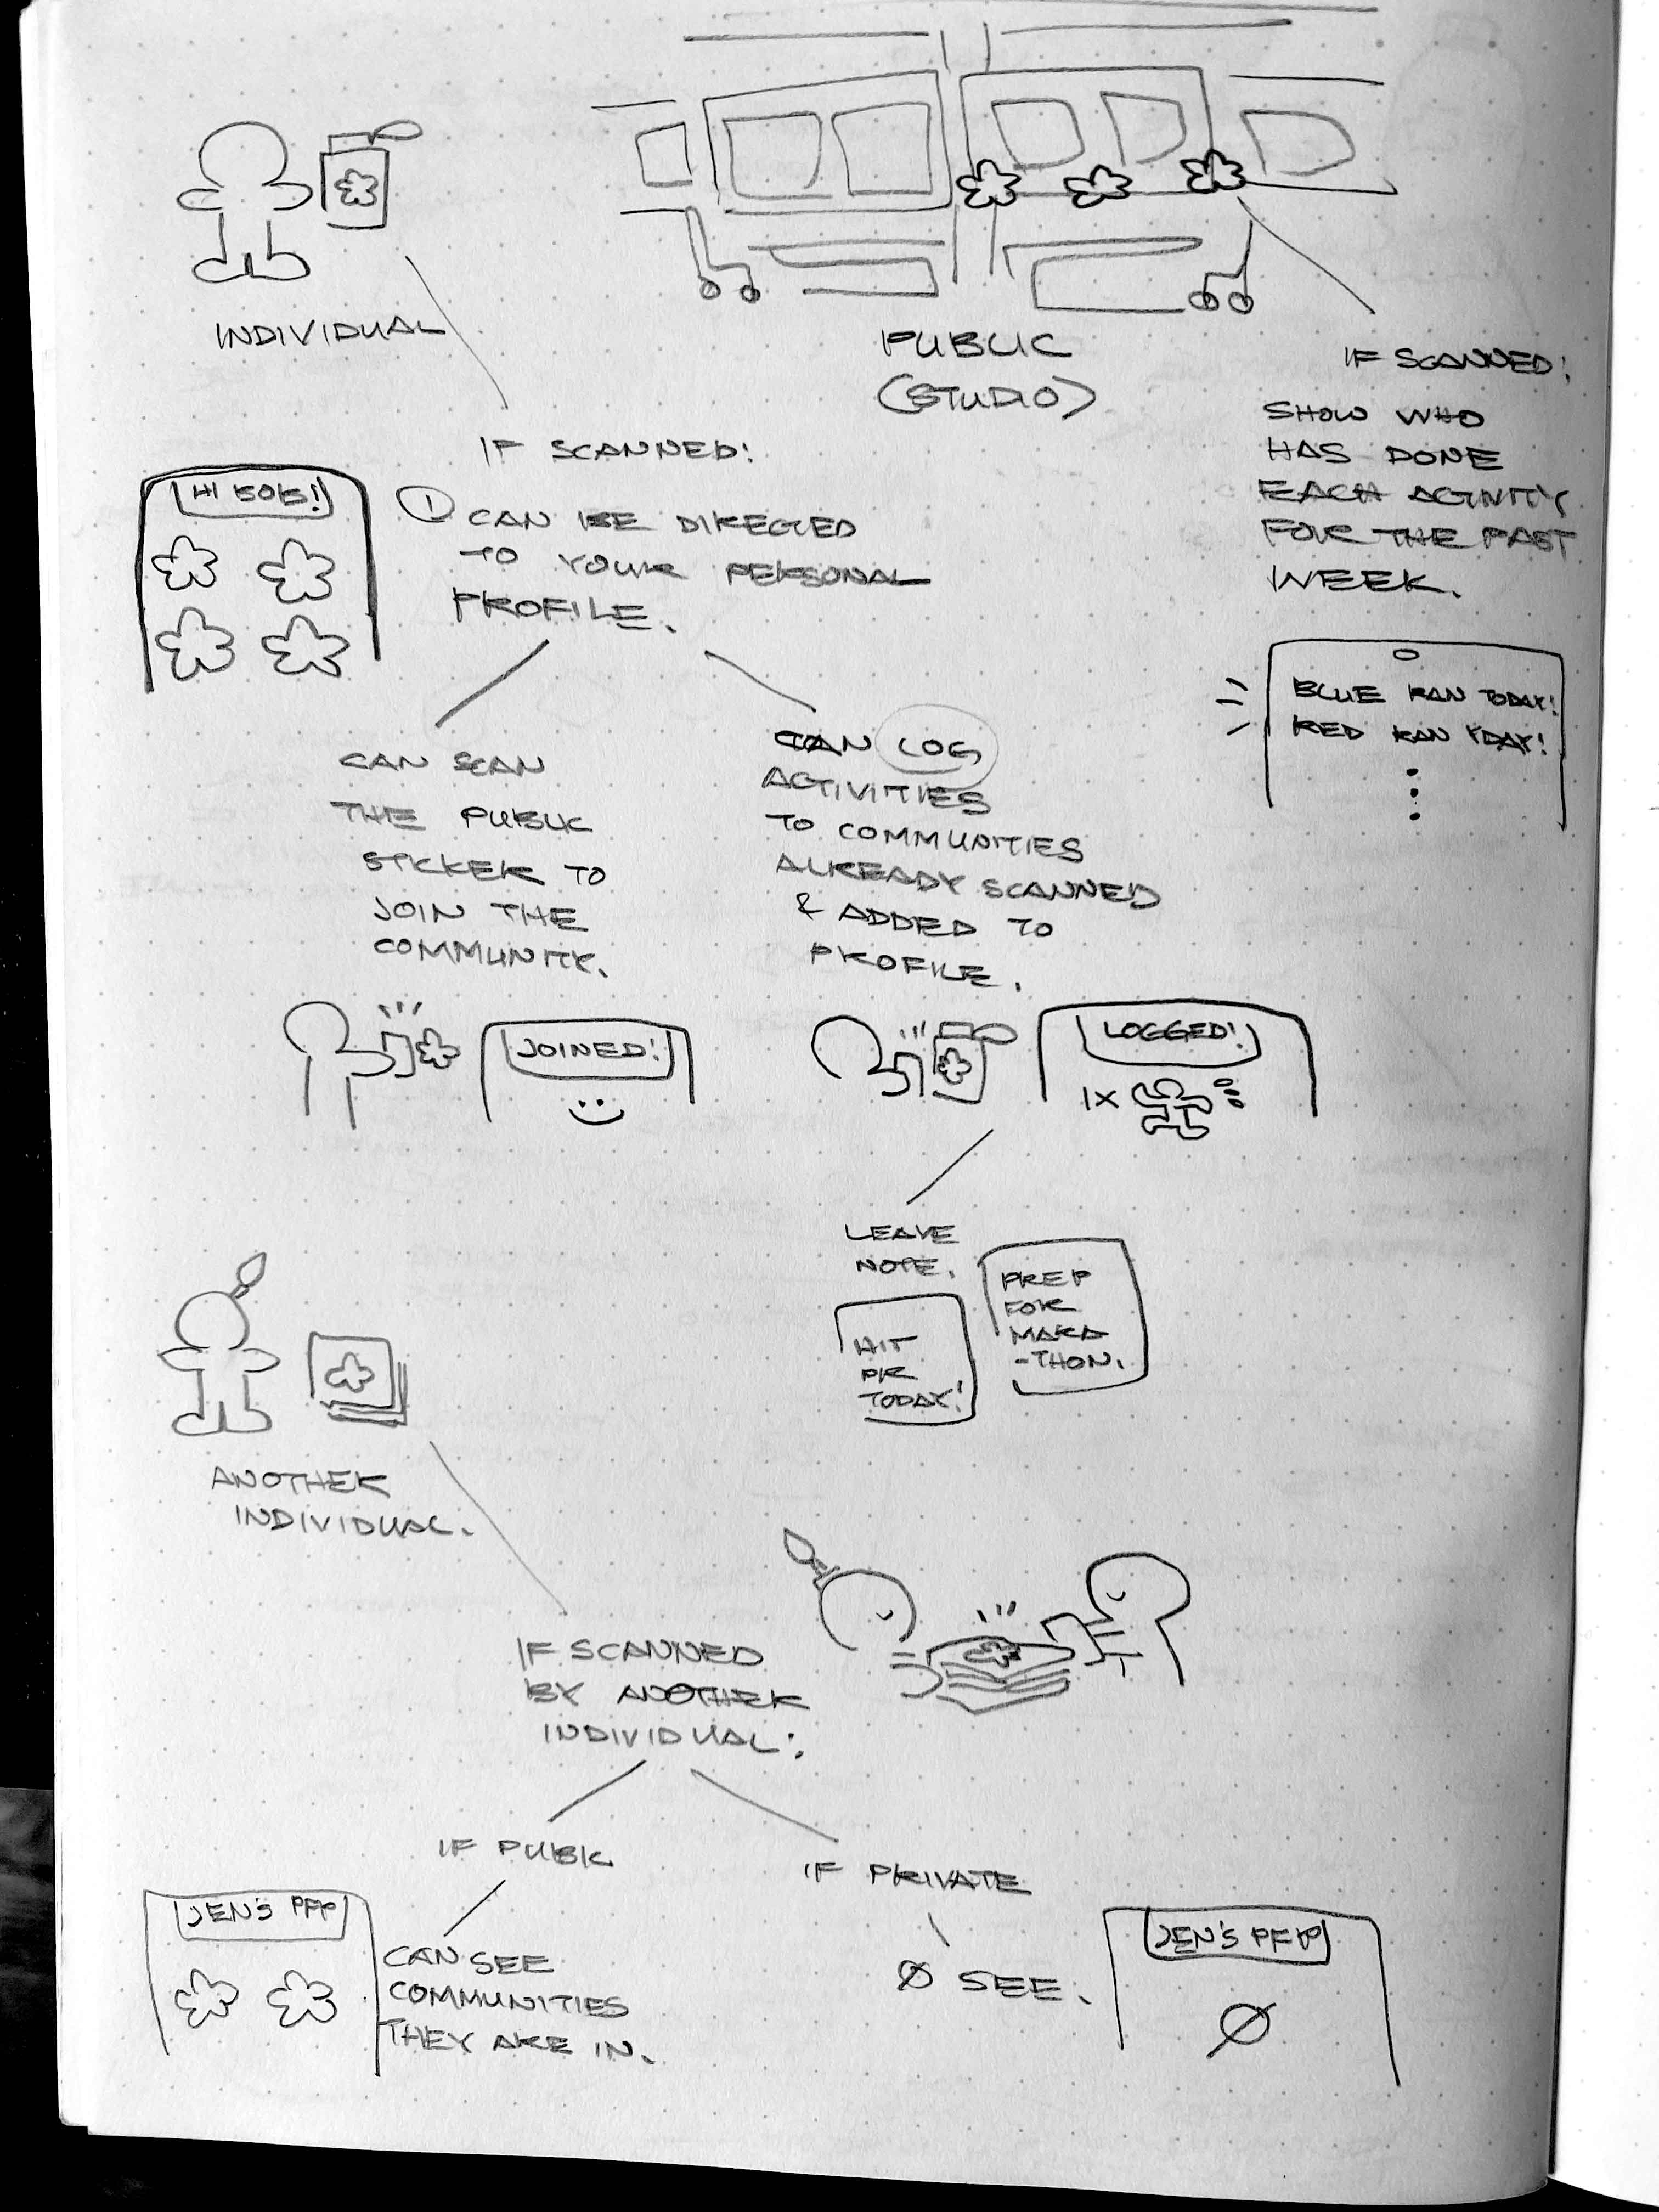 INDIVIDUAL
PUBLIC
(STUDIO)
IF SCANNED:
SHOW WHO
HAS DONE
EACH ACTIVITY
FOR THE PAST
WEEK.
BLUE RAN TODAY!
RED RAN YDAY!
IF SCANNED:
HI BOB!
① CAN BE DIRECTED
TO YOUR PERSONAL
PROFILE.
CAN SCAN
THE PUBLIC
STICKER TO
JOIN THE
COMMUNITY.
CAN LOG
ACTIVITIES
TO COMMUNITIES
ALREADY SCANNED
& ADDED TO
PROFILE.
JOINED!
LOGGED!
1X
LEAVE
NOTE.
HIT
PR
TODAY!
PREP
FOR
MARA
-THON.
ANOTHER
INDIVIDUAL.
IF SCANNED
BY ANOTHER
INDIVIDUAL:
IF PUBLIC
JEN'S PFP
CAN SEE
COMMUNITIES
THEY ARE IN.
IF PRIVATE
Ø SEE.
JEN'S PFP
Ø